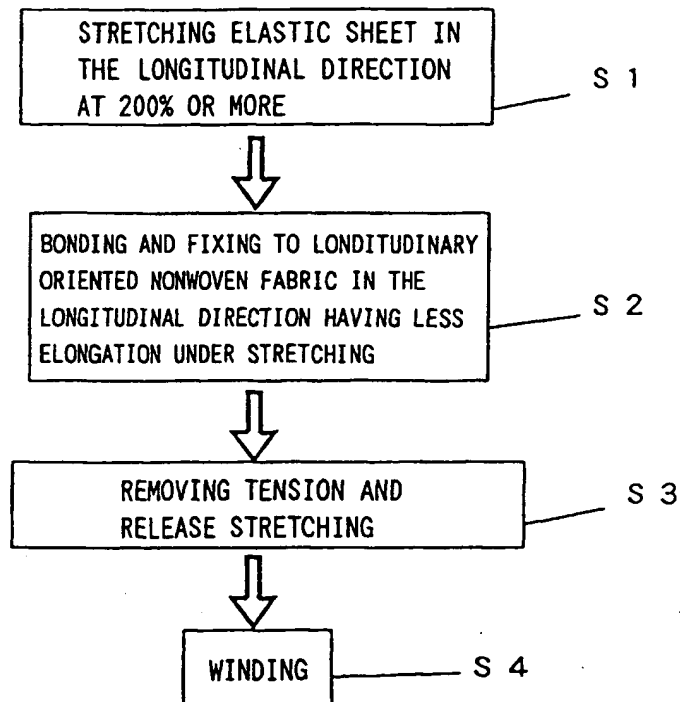 STRETCHING ELASTIC SHEET IN
THE LONGITUDINAL DIRECTION
AT 200% OR MORE
S 1
BONDING AND FIXING TO LONDITUDINARY
ORIENTED NONWOVEN FABRIC IN THE
LONGITUDINAL DIRECTION HAVING LESS
ELONGATION UNDER STRETCHING
S 2
REMOVING TENSION AND
RELEASE STRETCHING
S 3
WINDING
S 4